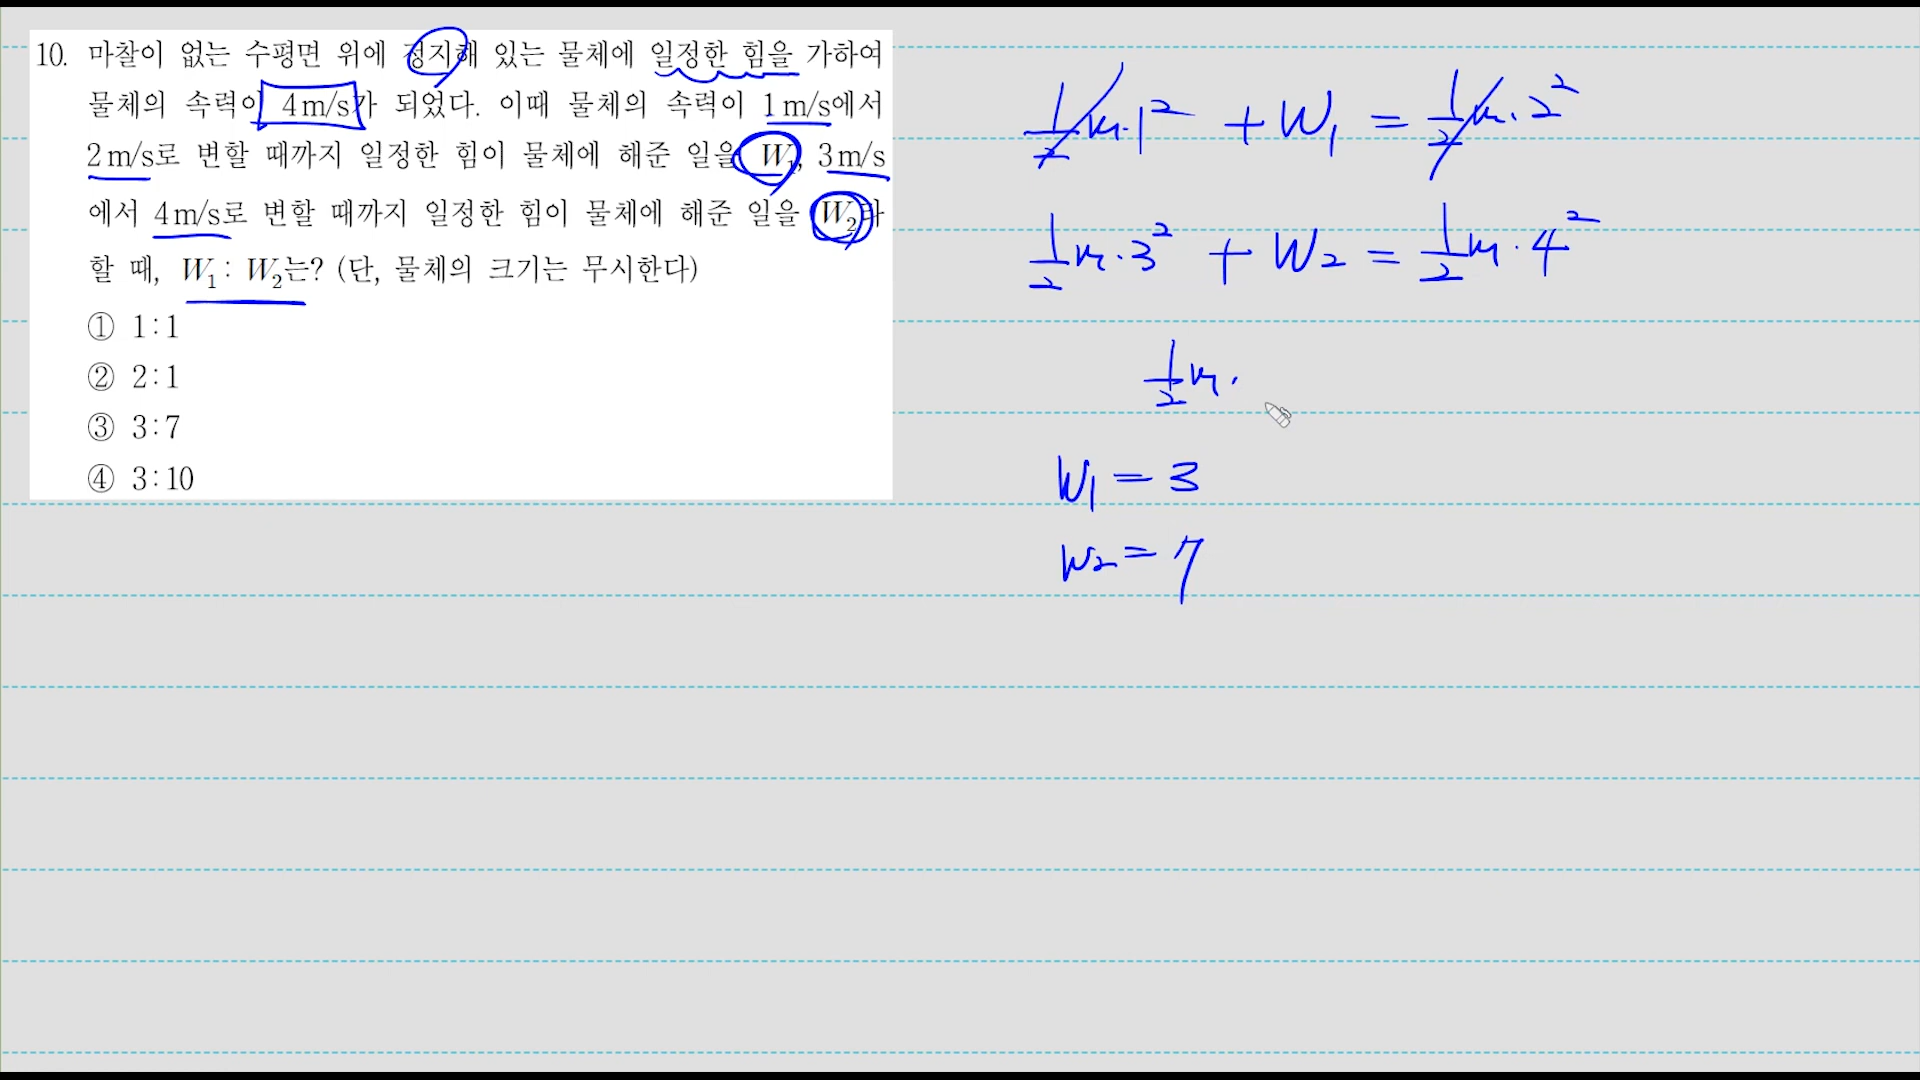 10. 마찰이 없는 수평면 위에 정지해 있는 물체에 일정한 힘을 가하여
물체의 속력이 4 m/s가 되었다. 이때 물체의 속력이 1 m/s에서
2 m/s로 변할 때까지 일정한 힘이 물체에 해준 일을 W₁, 3 m/s
에서 4 m/s로 변할 때까지 일정한 힘이 물체에 해준 일을 W₂라
할 때, W₁ : W₂는? (단, 물체의 크기는 무시한다)
① 1 : 1
② 2 : 1
③ 3 : 7
④ 3 : 10
1/2 m·1² + W₁ = 1/2 m·2²
1/2 m·3² + W₂ = 1/2 m·4²
1/2 m·
W₁ = 3
W₂ = 7